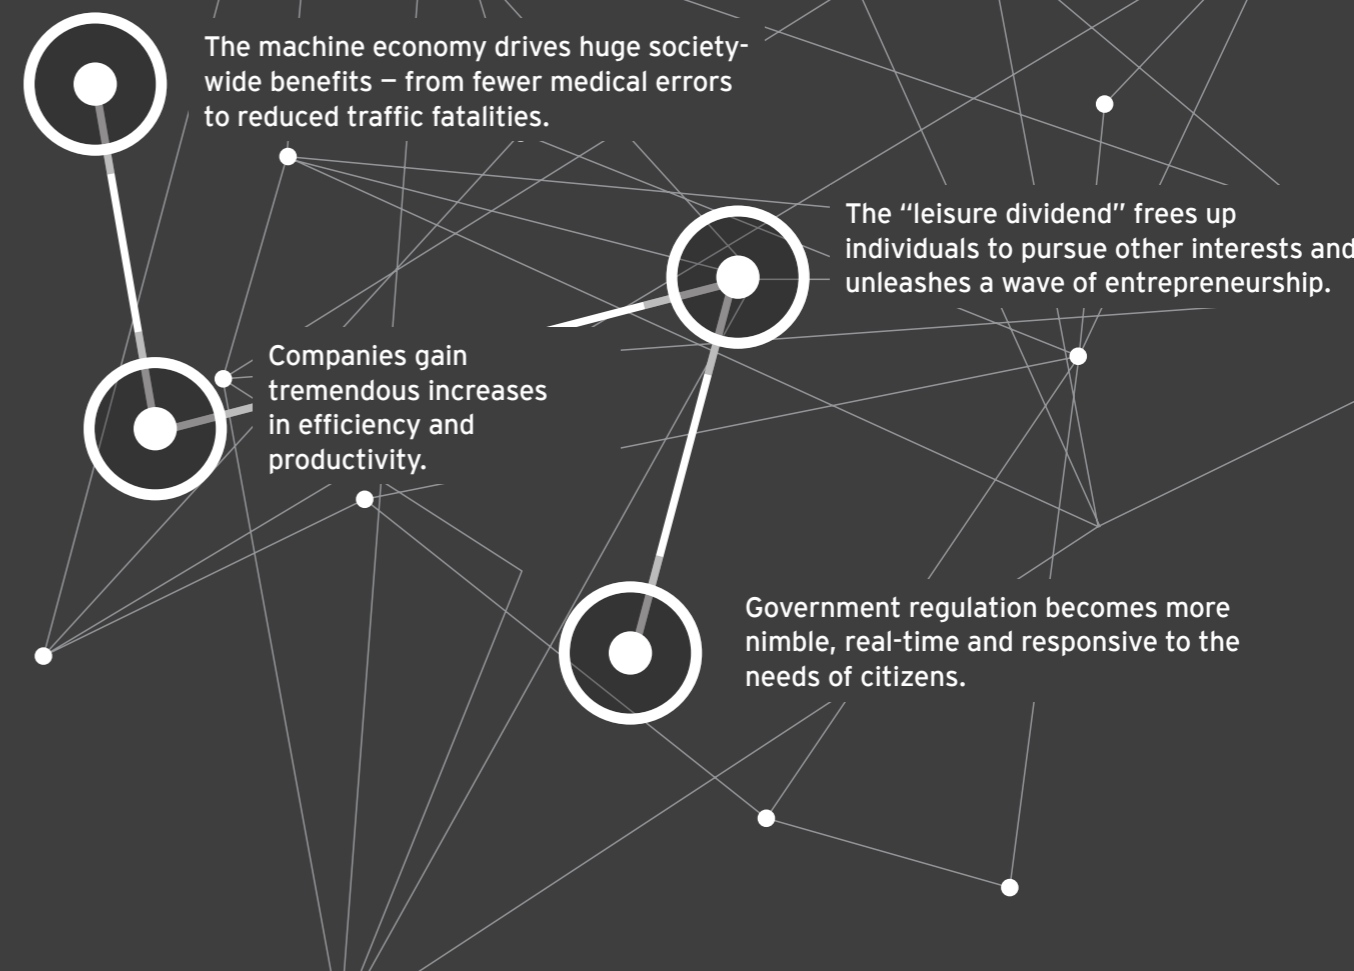 The machine economy drives huge society-
wide benefits – from fewer medical errors
to reduced traffic fatalities.
The “leisure dividend” frees up
individuals to pursue other interests and
unleashes a wave of entrepreneurship.
Companies gain
tremendous increases
in efficiency and
productivity.
Government regulation becomes more
nimble, real-time and responsive to the
needs of citizens.